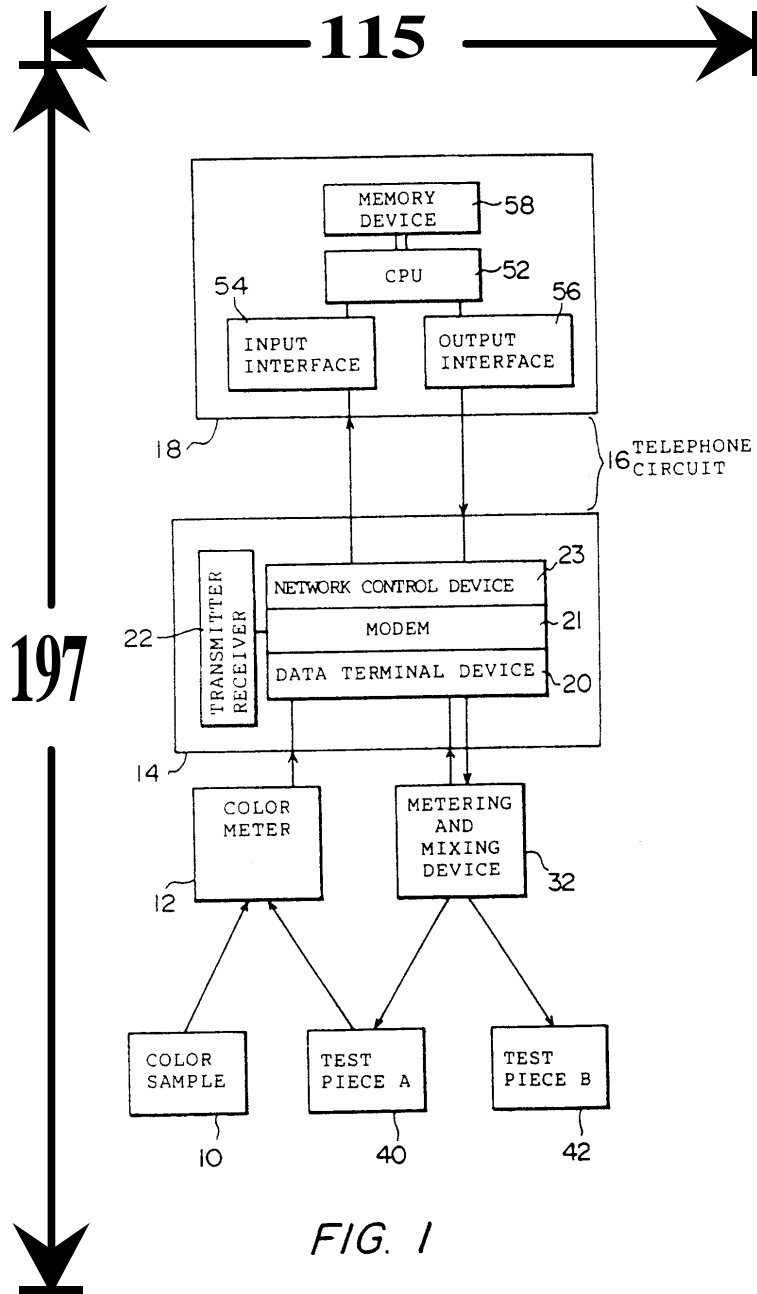 115
197
MEMORY
DEVICE
58
CPU
52
54
56
INPUT
INTERFACE
OUTPUT
INTERFACE
18
16
TELEPHONE
CIRCUIT
22
TRANSMITTER
RECEIVER
NETWORK CONTROL DEVICE
23
MODEM
21
DATA TERMINAL DEVICE
20
14
COLOR
METER
12
METERING
AND
MIXING
DEVICE
32
COLOR
SAMPLE
10
TEST
PIECE A
40
TEST
PIECE B
42
FIG. 1